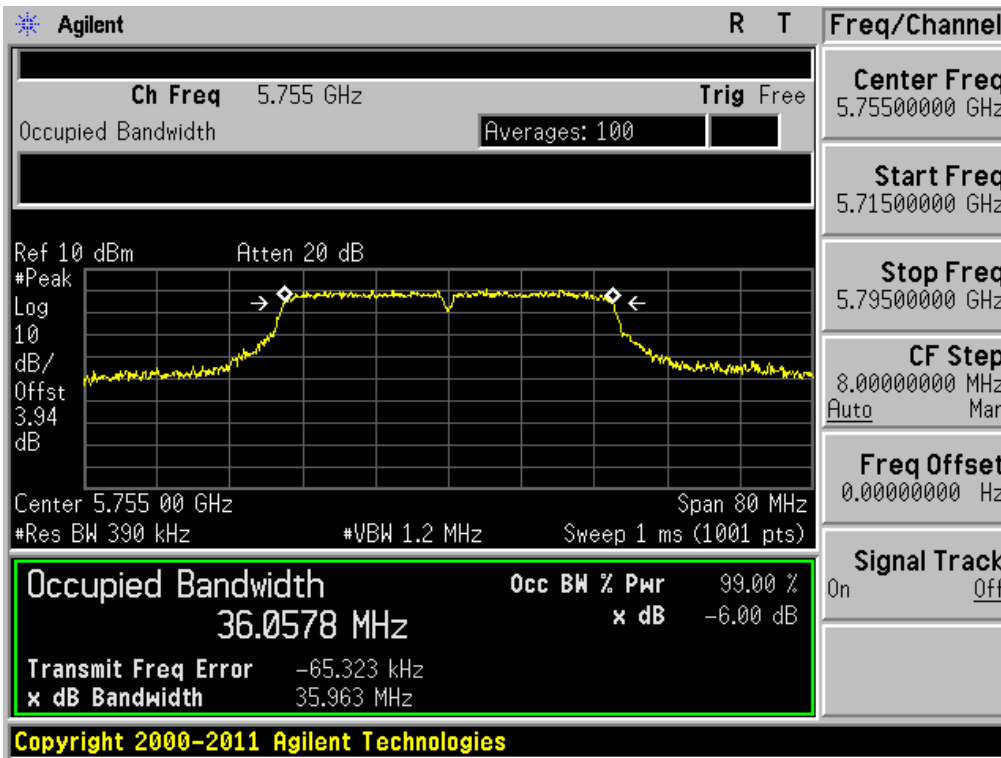 Agilent R T
Ch Freq 5.755 GHz Trig Free
Occupied Bandwidth Averages: 100
Ref 10 dBm Atten 20 dB
#Peak
Log
10
dB/
Offst
3.94
dB
Center 5.755 00 GHz Span 80 MHz
#Res BW 390 kHz #VBW 1.2 MHz Sweep 1 ms (1001 pts)
Occupied Bandwidth Occ BW % Pwr 99.00 %
36.0578 MHz x dB -6.00 dB
Transmit Freq Error -65.323 kHz
x dB Bandwidth 35.963 MHz
Copyright 2000-2011 Agilent Technologies
Freq/Channel
Center Freq
5.75500000 GHz
Start Freq
5.71500000 GHz
Stop Freq
5.79500000 GHz
CF Step
8.00000000 MHz
Auto Man
Freq Offset
0.00000000 Hz
Signal Track
On Off